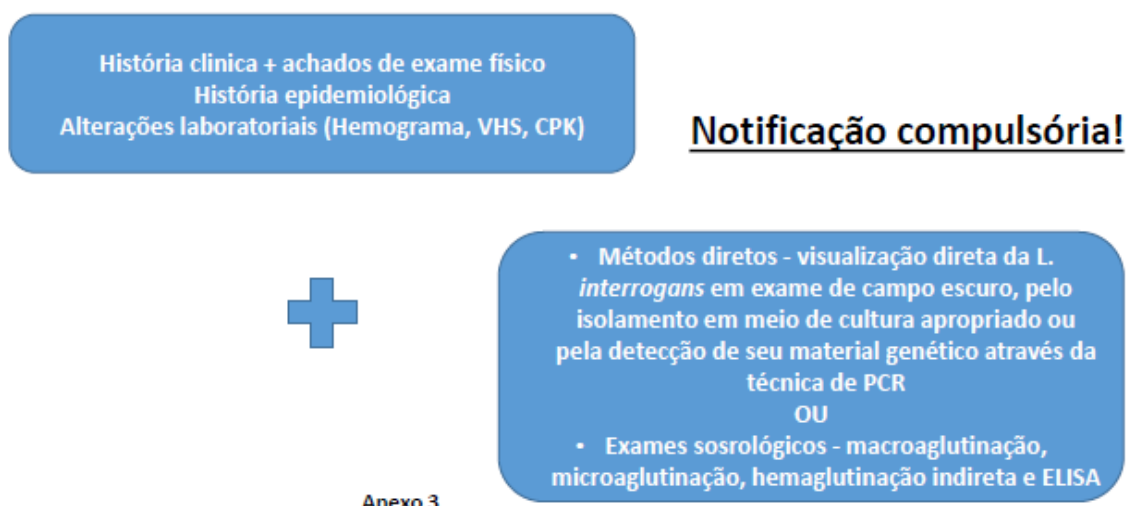 História clinica + achados de exame físico
História epidemiológica
Alterações laboratoriais (Hemograma, VHS, CPK)
Notificação compulsória!
• Métodos diretos - visualização direta da L.
interrogans em exame de campo escuro, pelo
isolamento em meio de cultura apropriado ou
pela detecção de seu material genético através da
técnica de PCR
OU
• Exames sosrológicos - macroaglutinação,
microaglutinação, hemaglutinação indireta e ELISA
Anexo 3